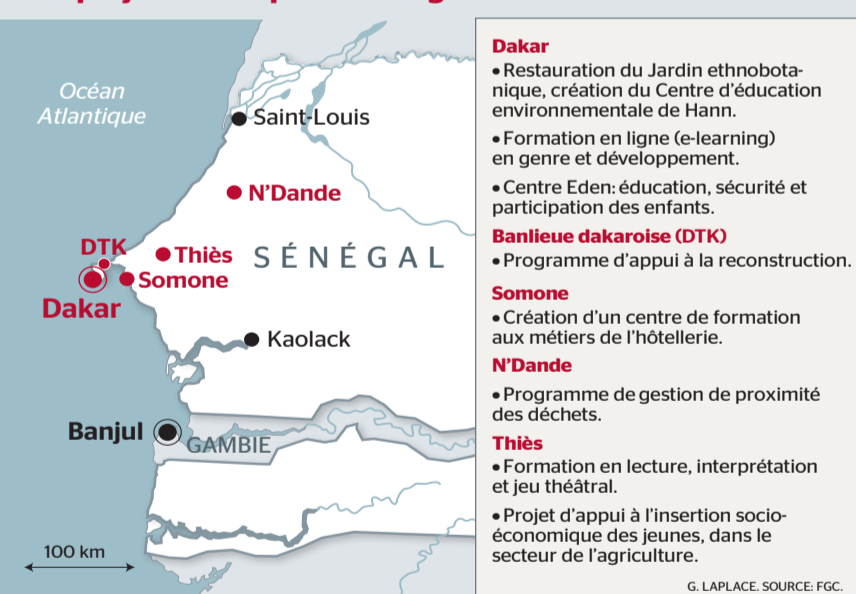 Océan
Atlantique
Saint-Louis
N'Dande
DTK
Thiès
SÉNÉGAL
Somone
Dakar
Kaolack
Banjul
GAMBIE
100 km
Dakar
• Restauration du Jardin ethnobota-
nique, création du Centre d'éducation
environnementale de Hann.
• Formation en ligne (e-learning)
en genre et développement.
• Centre Eden: éducation, sécurité et
participation des enfants.
Banlieue dakaroise (DTK)
• Programme d'appui à la reconstruction.
Somone
• Création d'un centre de formation
aux métiers de l'hôtellerie.
N'Dande
• Programme de gestion de proximité
des déchets.
Thiès
• Formation en lecture, interprétation
et jeu théâtral.
• Projet d'appui à l'insertion socio-
économique des jeunes, dans le
secteur de l'agriculture.
G. LAPLACE. SOURCE: FGC.